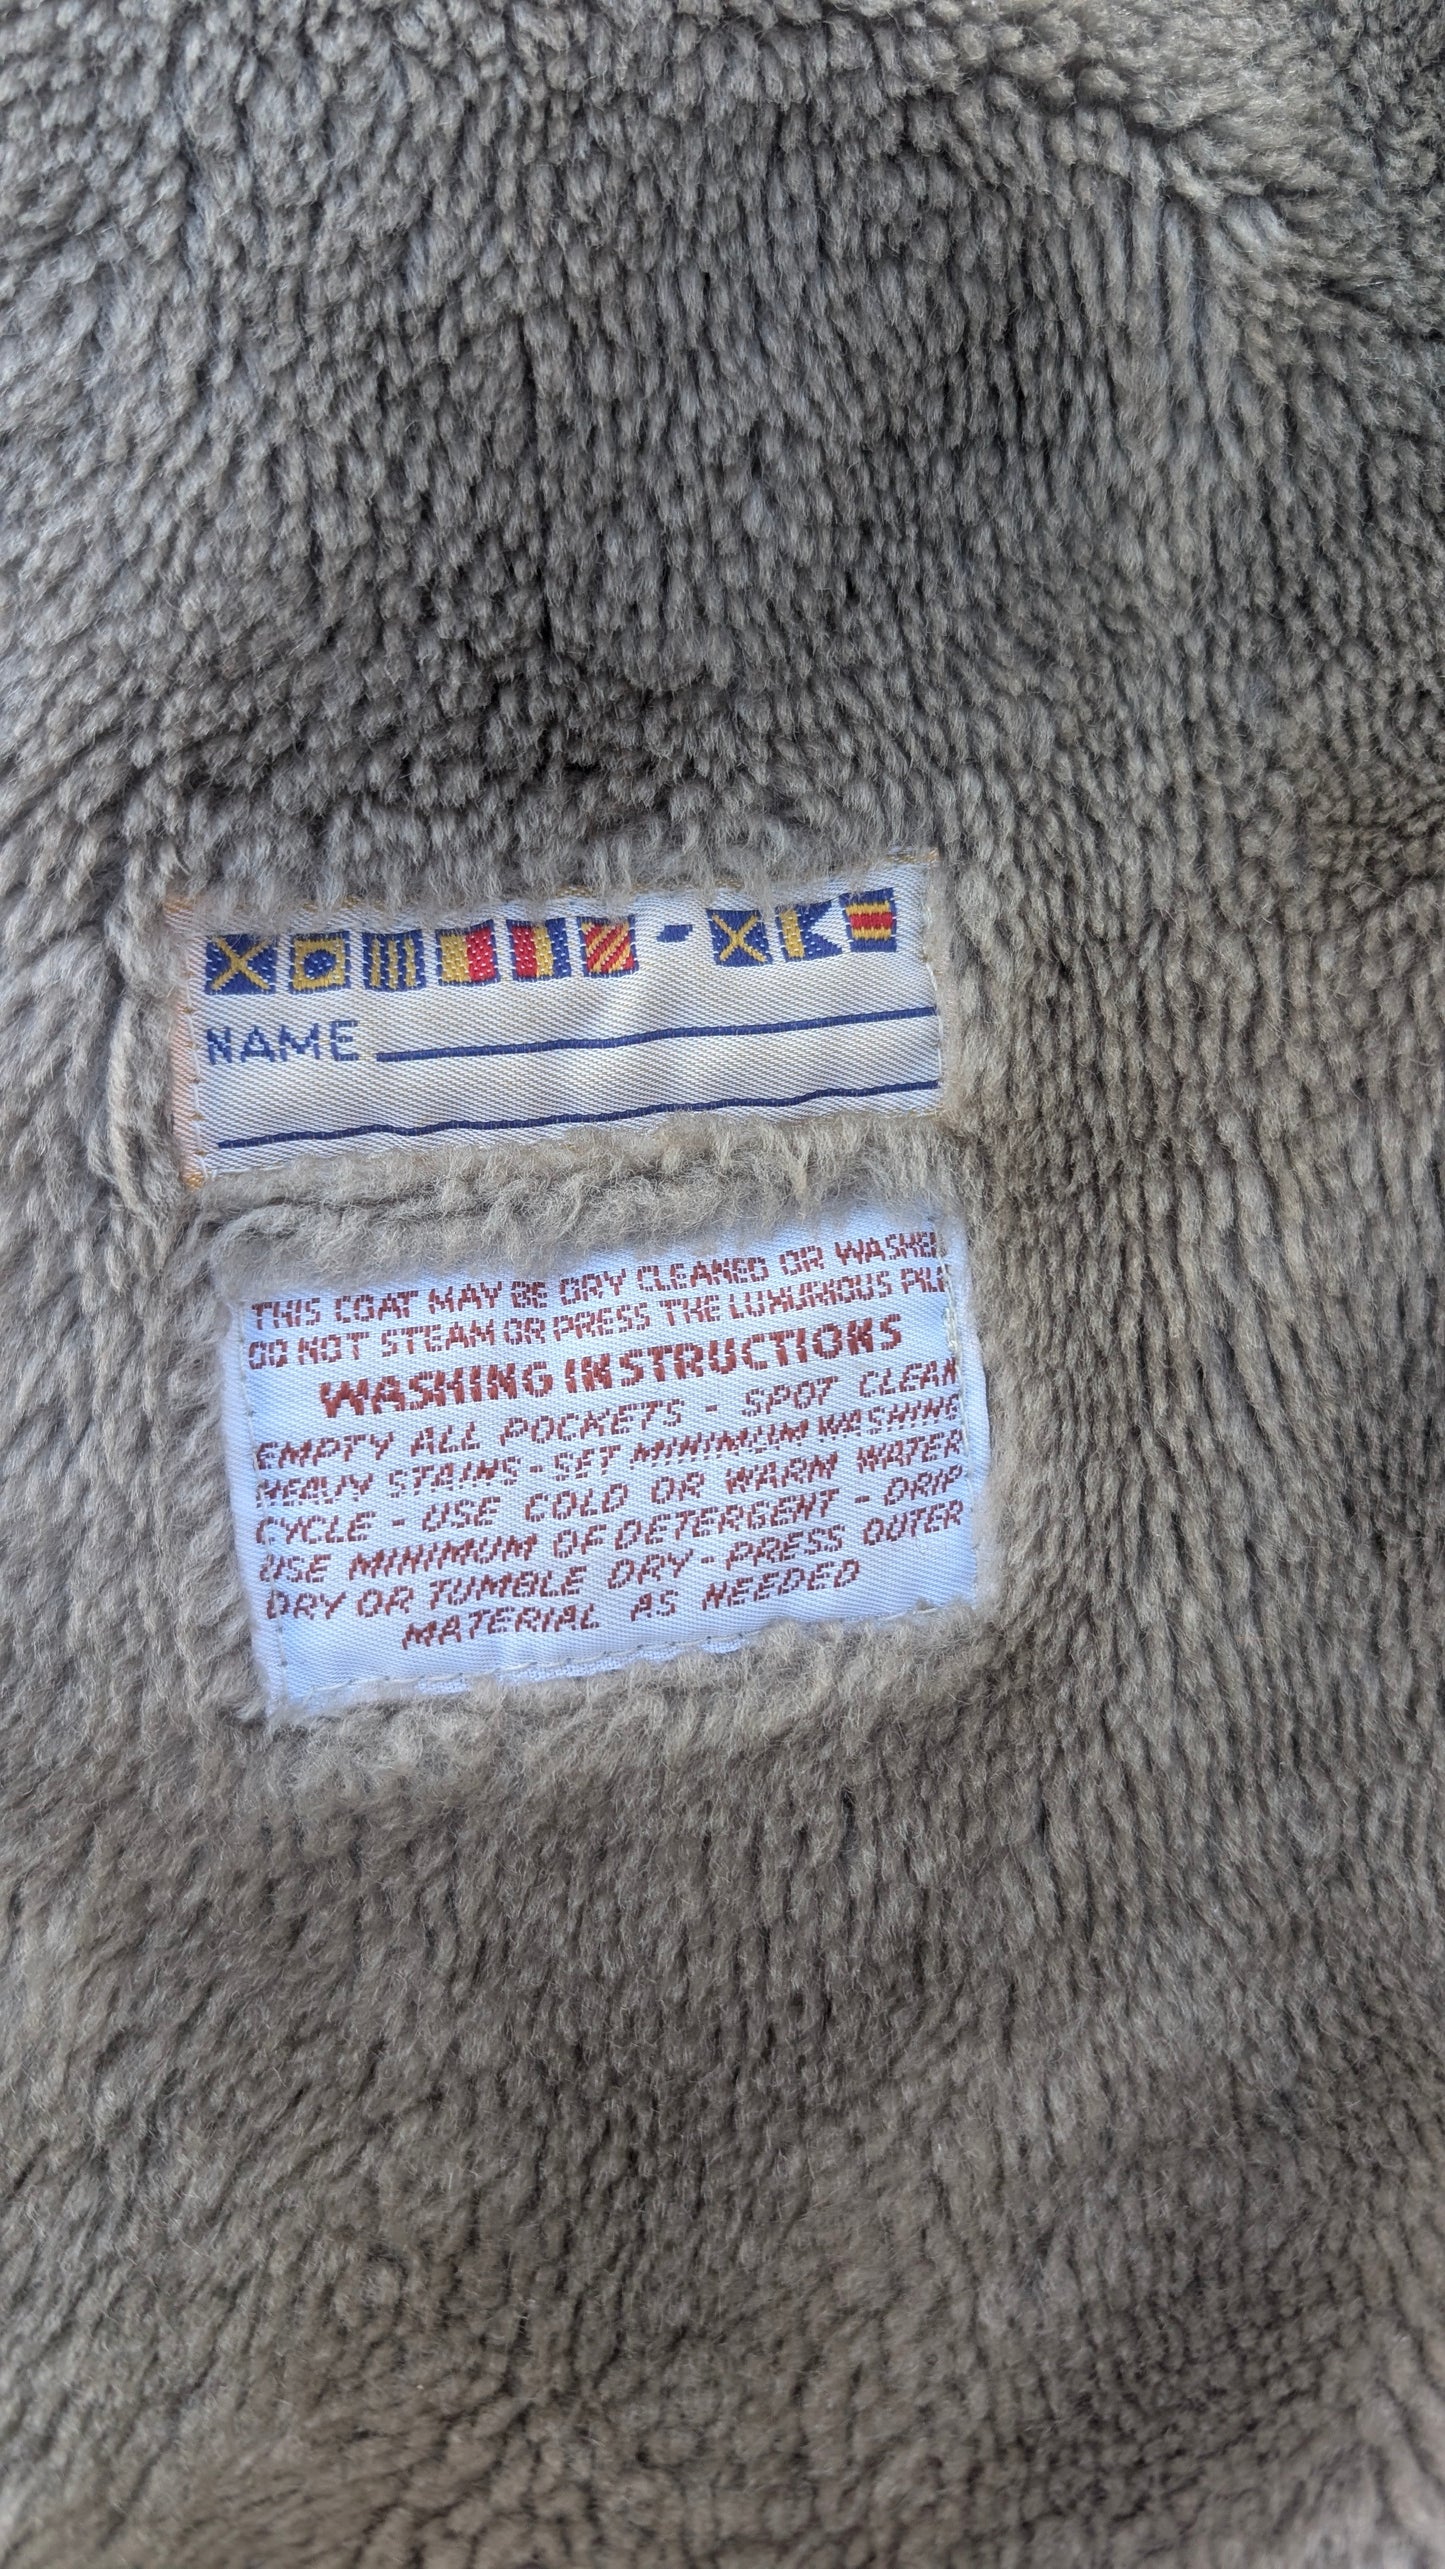 NAME
THIS COAT MAY BE DRY CLEANED OR WASHED
DO NOT STEAM OR PRESS THE LUXURIOUS PILE
WASHING INSTRUCTIONS
EMPTY ALL POCKETS - SPOT CLEAN
HEAVY STAINS - SET MINIMUM WASHING
CYCLE - USE COLD OR WARM WATER
USE MINIMUM OF DETERGENT - DRIP
DRY OR TUMBLE DRY - PRESS OUTER
MATERIAL AS NEEDED